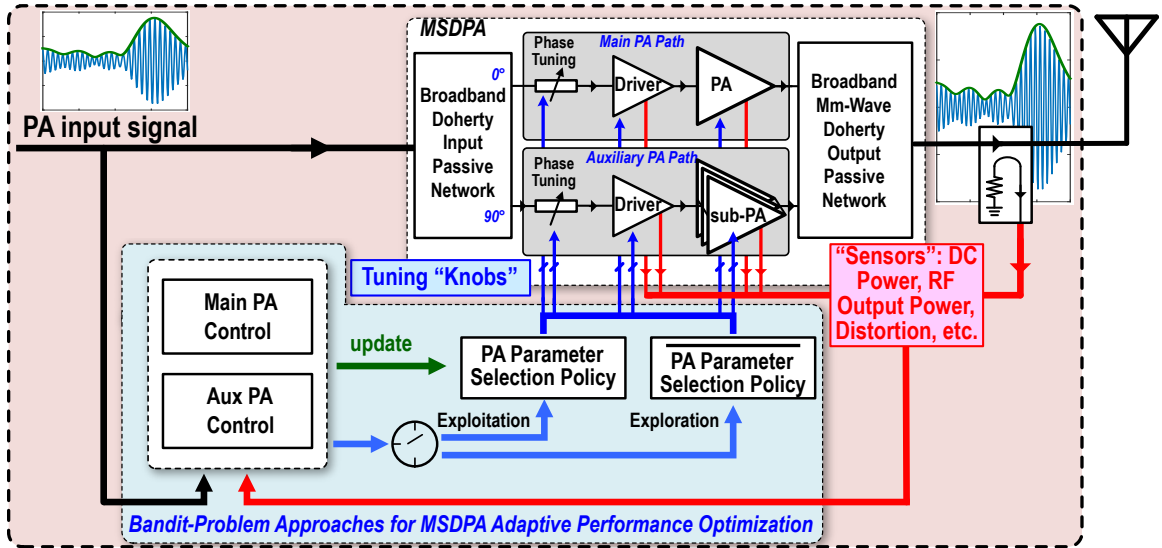 MSDPA
PA input signal
Broadband
Doherty
Input
Passive
Network
0°
90°
Phase
Tuning
Main PA Path
Driver
PA
Auxiliary PA Path
Phase
Tuning
Driver
sub-PA
Broadband
Mm-Wave
Doherty
Output
Passive
Network
Tuning “Knobs”
“Sensors”: DC
Power, RF
Output Power,
Distortion, etc.
Main PA
Control
Aux PA
Control
update
PA Parameter
Selection Policy
PA Parameter
Selection Policy
Exploitation
Exploration
Bandit-Problem Approaches for MSDPA Adaptive Performance Optimization